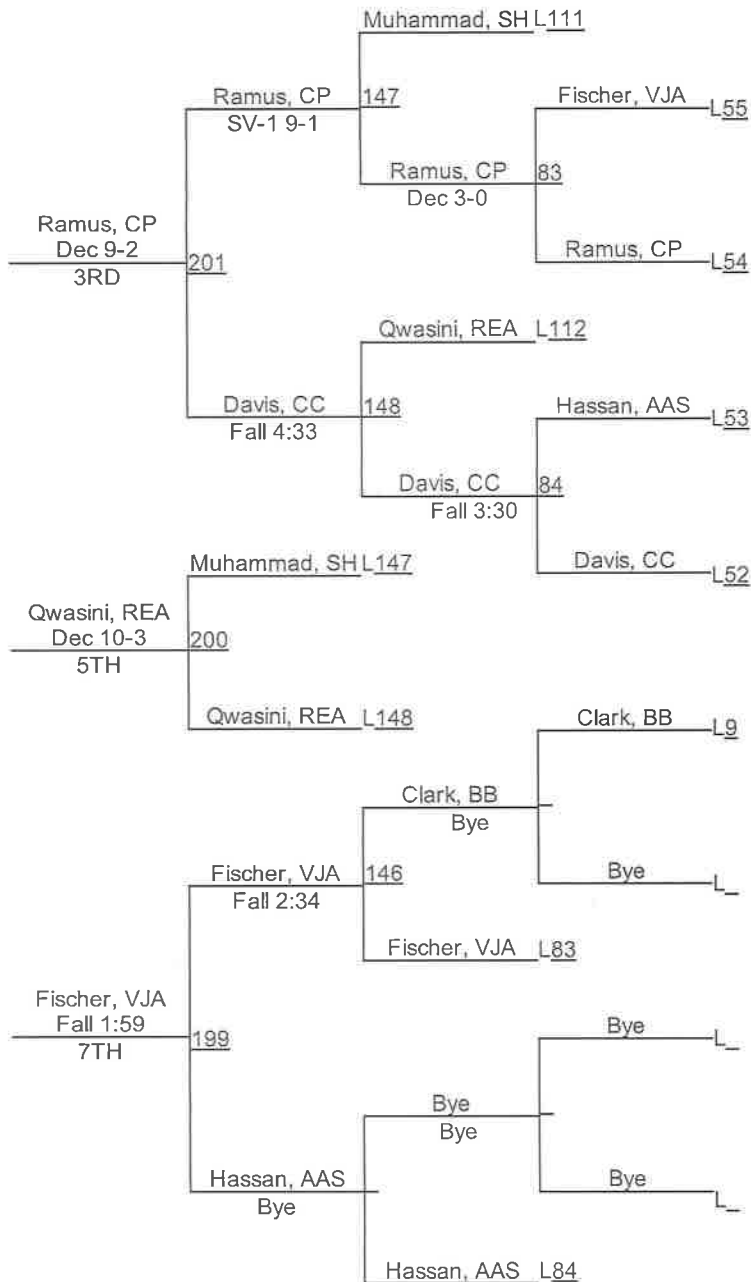 Muhammad, SH L111
Ramus, CP 147
SV-1 9-1
Fischer, VJA L55
Ramus, CP 83
Dec 3-0
Ramus, CP
Dec 9-2
3RD
201
Ramus, CP L54
Qwasini, REA L112
Davis, CC 148
Fall 4:33
Hassan, AAS L53
Davis, CC 84
Fall 3:30
Muhammad, SH L147
Davis, CC L52
Qwasini, REA
Dec 10-3
5TH
200
Qwasini, REA L148
Clark, BB L9
Clark, BB
Bye
Fischer, VJA 146
Fall 2:34
Bye L_
Fischer, VJA L83
Fischer, VJA
Fall 1:59
7TH
199
Bye L_
Bye
Bye
Hassan, AAS
Bye
Bye L_
Hassan, AAS L84